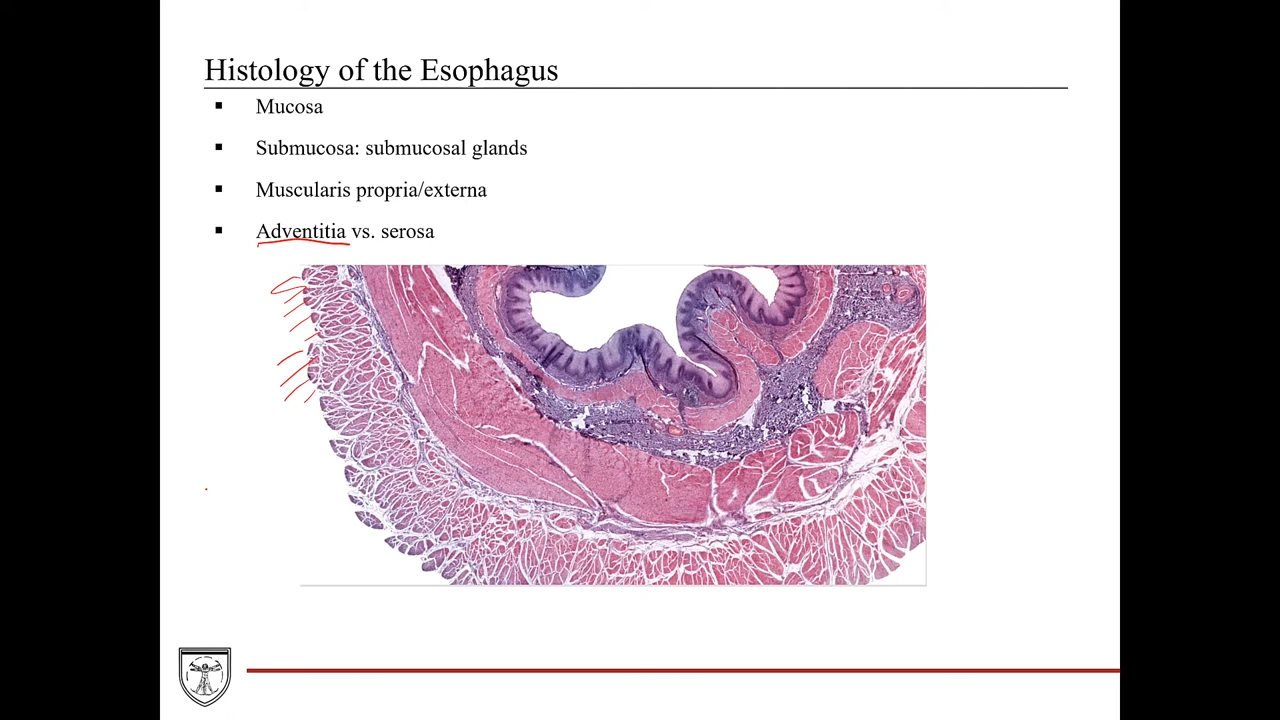 Histology of the Esophagus
▪ Mucosa
▪ Submucosa: submucosal glands
▪ Muscularis propria/externa
▪ Adventitia vs. serosa